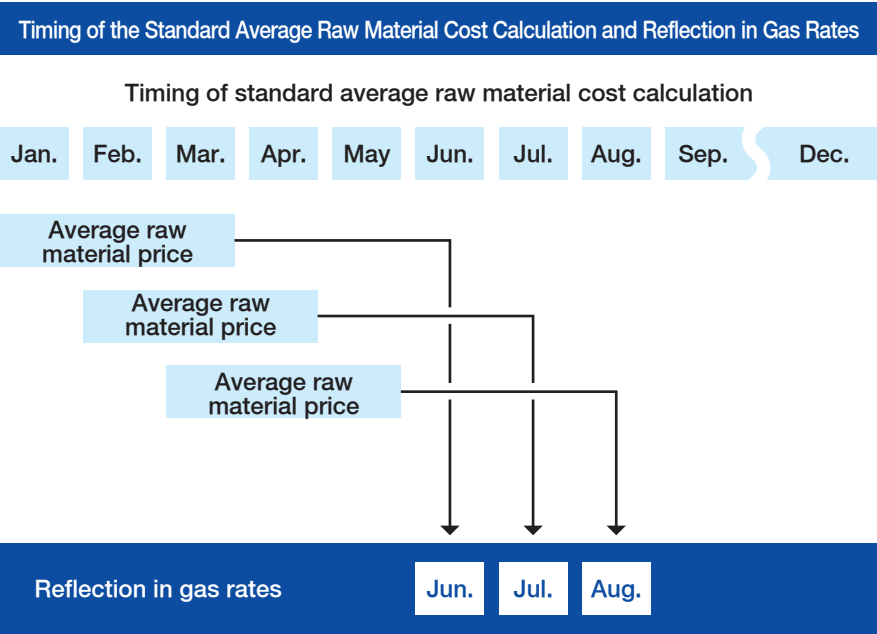 Timing of the Standard Average Raw Material Cost Calculation and Reflection in Gas Rates
Timing of standard average raw material cost calculation
Jan. Feb. Mar. Apr. May Jun. Jul. Aug. Sep. Dec.
Average raw
material price
Average raw
material price
Average raw
material price
Reflection in gas rates Jun. Jul. Aug.